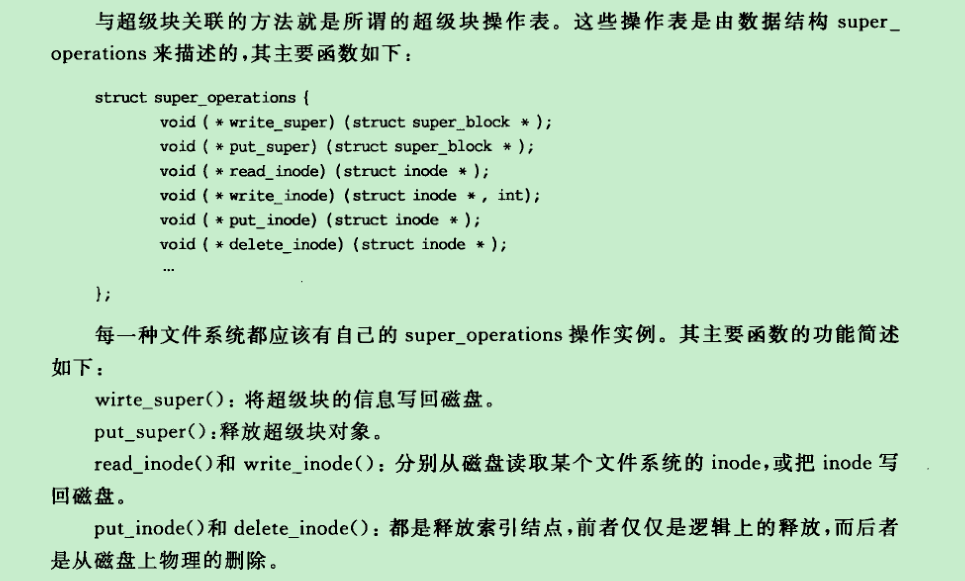 与超级块关联的方法就是所谓的超级块操作表。这些操作表是由数据结构 super_
operations 来描述的,其主要函数如下:
struct super_operations {
void ( * write_super) (struct super_block * );
void ( * put_super) (struct super_block * );
void ( * read_inode) (struct inode * );
void ( * write_inode) (struct inode * , int);
void ( * put_inode) (struct inode * );
void ( * delete_inode) (struct inode * );
…
};
每一种文件系统都应该有自己的 super_operations 操作实例。其主要函数的功能简述
如下:
wirte_super(): 将超级块的信息写回磁盘。
put_super():释放超级块对象。
read_inode()和 write_inode(): 分别从磁盘读取某个文件系统的 inode,或把 inode 写
回磁盘。
put_inode()和 delete_inode(): 都是释放索引结点,前者仅仅是逻辑上的释放,而后者
是从磁盘上物理的删除。